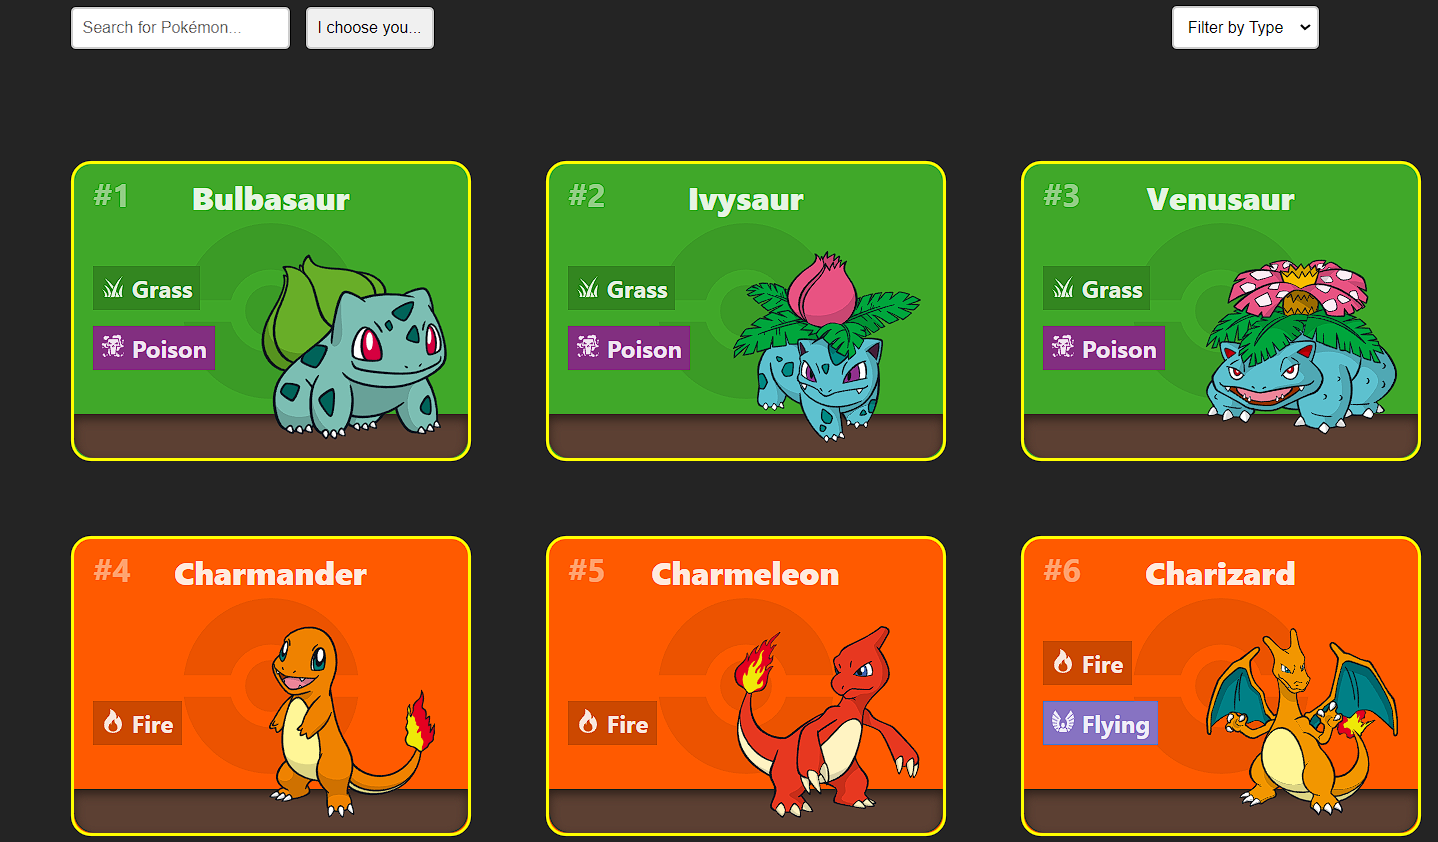 Search for Pokémon...
I choose you...
Filter by Type
#1
Bulbasaur
Grass
Poison
#2
Ivysaur
Grass
Poison
#3
Venusaur
Grass
Poison
#4
Charmander
Fire
#5
Charmeleon
Fire
#6
Charizard
Fire
Flying